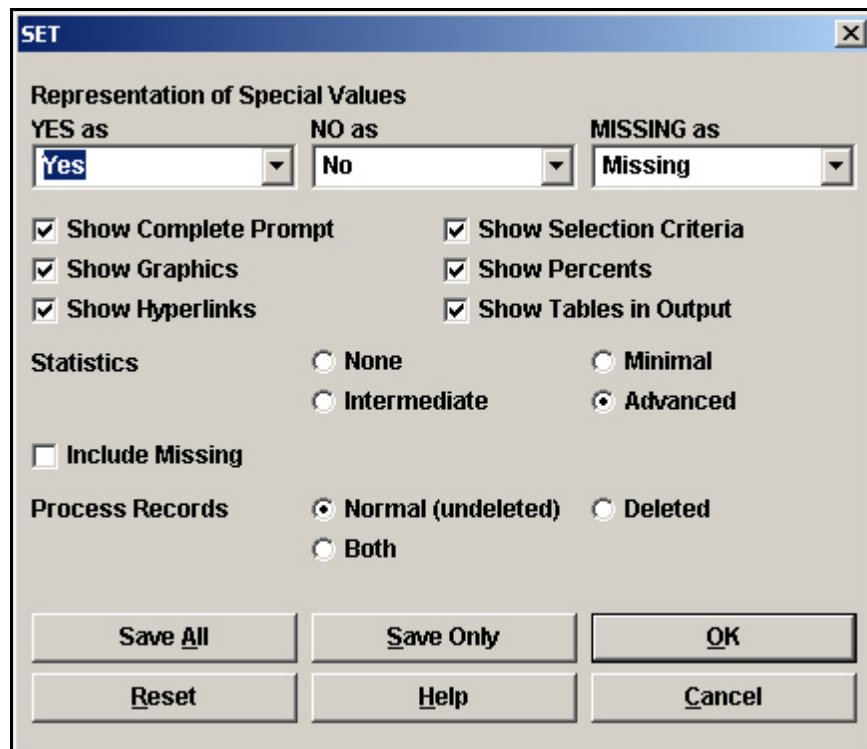 SET
Representation of Special Values
YES as NO as MISSING as
Yes No Missing
Show Complete Prompt Show Selection Criteria
Show Graphics Show Percents
Show Hyperlinks Show Tables in Output
Statistics None Minimal
Intermediate Advanced
Include Missing
Process Records Normal (undeleted) Deleted
Both
Save All Save Only OK
Reset Help Cancel